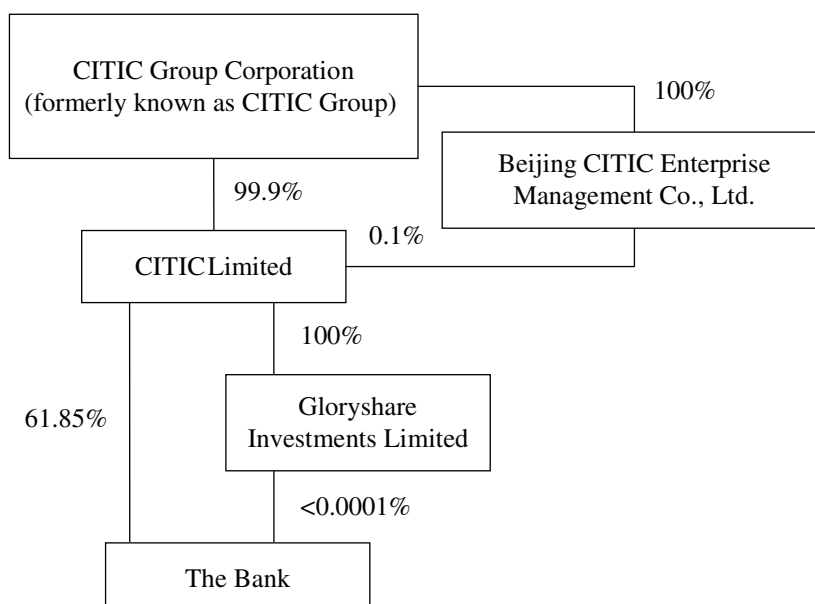 CITIC Group Corporation
(formerly known as CITIC Group)
100%
Beijing CITIC Enterprise
Management Co., Ltd.
99.9%
0.1%
CITIC Limited
100%
61.85%
Gloryshare
Investments Limited
<0.0001%
The Bank